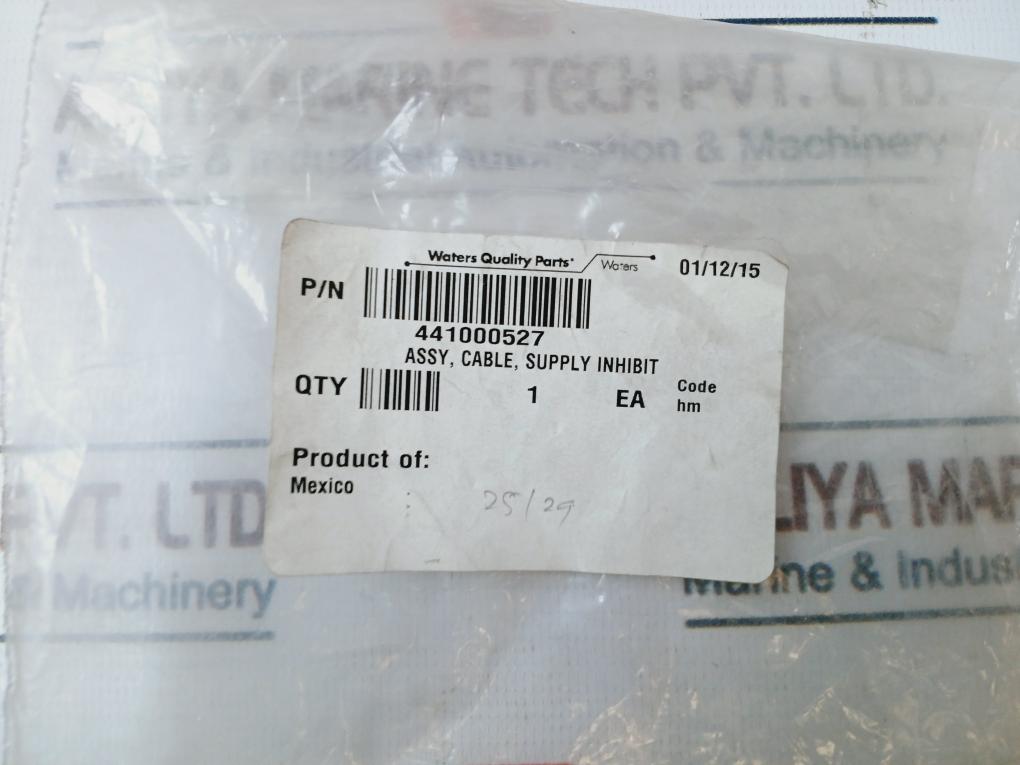 MARINE TECH PVT. LTD.
& Industrial Automation & Machinery
Waters Quality Parts Waters 01/12/15
P/N
441000527
ASSY, CABLE, SUPPLY INHIBIT
QTY 1 EA Code
hm
Product of:
Mexico
25/29
PVT. LTD
LIYA MAR
& Machinery
Marine & Indus